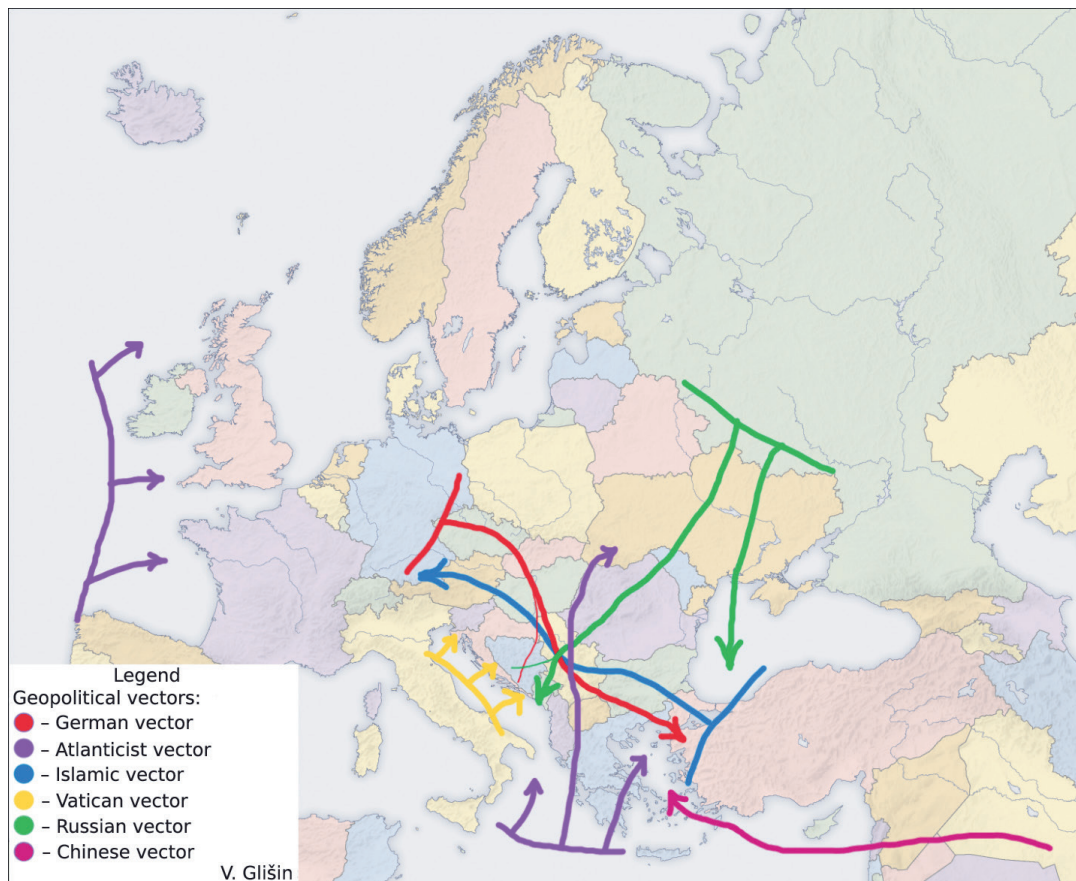 Legend
Geopolitical vectors:
– German vector
– Atlanticist vector
– Islamic vector
– Vatican vector
– Russian vector
– Chinese vector
V. Glišin